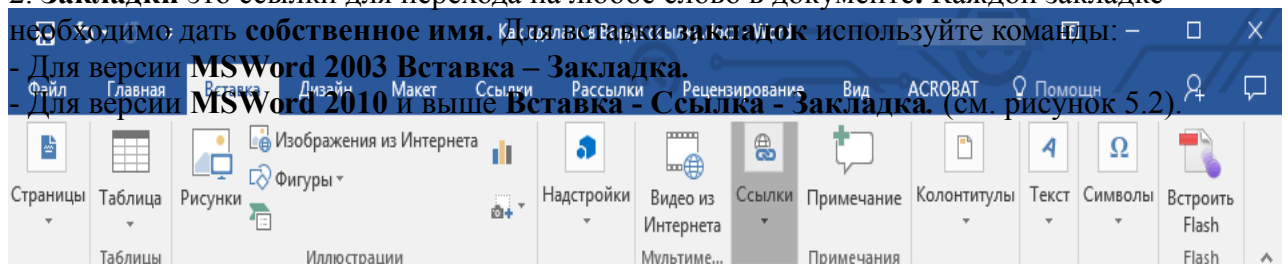 2. Закладки это ссылки для перехода на любое слово в документе. Каждой закладке
необходимо дать собственное имя. Для вставки закладок используйте команды:
- Для версии MSWord 2003 Вставка – Закладка.
Файл Главная Вставка Дизайн Макет Ссылки Рассылки Рецензирование Вид ACROBAT Помощн
- Для версии MSWord 2010 и выше Вставка - Ссылка - Закладка. (см. рисунок 5.2).
Изображения из Интернета
Фигуры
Страницы Таблица Рисунки Надстройки Видео из Ссылки Примечание Колонтитулы Текст Символы Встроить
Интернета Flash
Таблицы Иллюстрации Мультиме... Примечания Flash